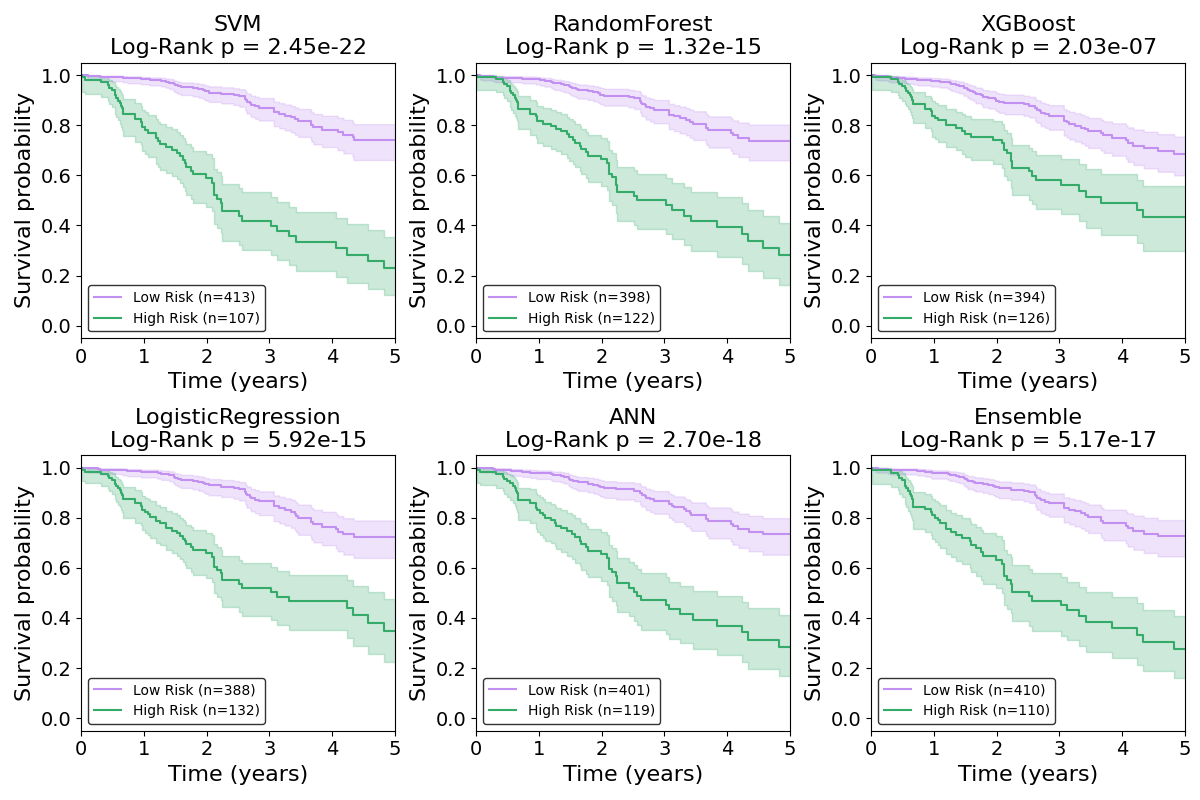 SVM
Log-Rank p = 2.45e-22
Survival probability
1.0
0.8
0.6
0.4
0.2
0.0
Low Risk (n=413)
High Risk (n=107)
0 1 2 3 4 5
Time (years)
RandomForest
Log-Rank p = 1.32e-15
Survival probability
1.0
0.8
0.6
0.4
0.2
0.0
Low Risk (n=398)
High Risk (n=122)
0 1 2 3 4 5
Time (years)
XGBoost
Log-Rank p = 2.03e-07
Survival probability
1.0
0.8
0.6
0.4
0.2
0.0
Low Risk (n=394)
High Risk (n=126)
0 1 2 3 4 5
Time (years)
LogisticRegression
Log-Rank p = 5.92e-15
Survival probability
1.0
0.8
0.6
0.4
0.2
0.0
Low Risk (n=388)
High Risk (n=132)
0 1 2 3 4 5
Time (years)
ANN
Log-Rank p = 2.70e-18
Survival probability
1.0
0.8
0.6
0.4
0.2
0.0
Low Risk (n=401)
High Risk (n=119)
0 1 2 3 4 5
Time (years)
Ensemble
Log-Rank p = 5.17e-17
Survival probability
1.0
0.8
0.6
0.4
0.2
0.0
Low Risk (n=410)
High Risk (n=110)
0 1 2 3 4 5
Time (years)